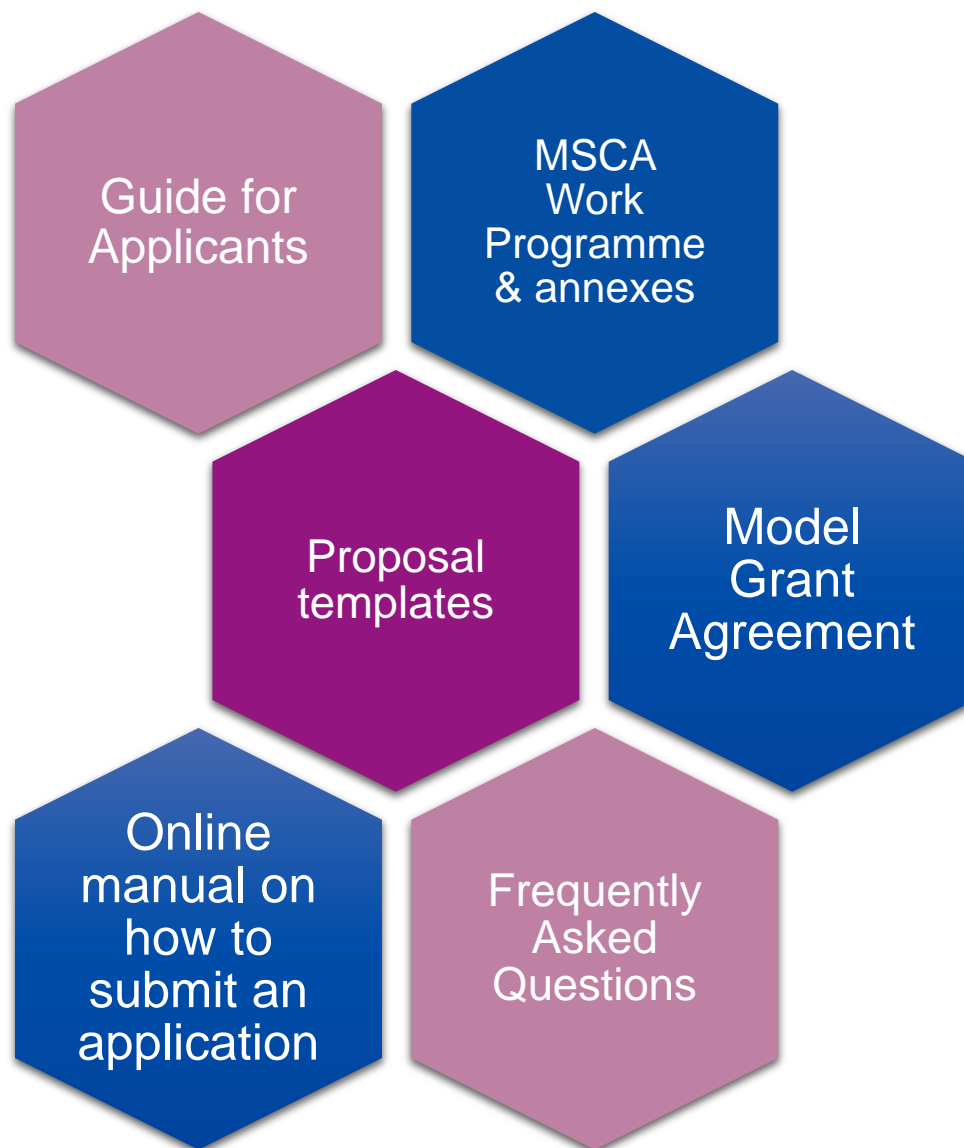 Guide for
Applicants
MSCA
Work
Programme
& annexes
Proposal
templates
Model
Grant
Agreement
Online
manual on
how to
submit an
application
Frequently
Asked
Questions